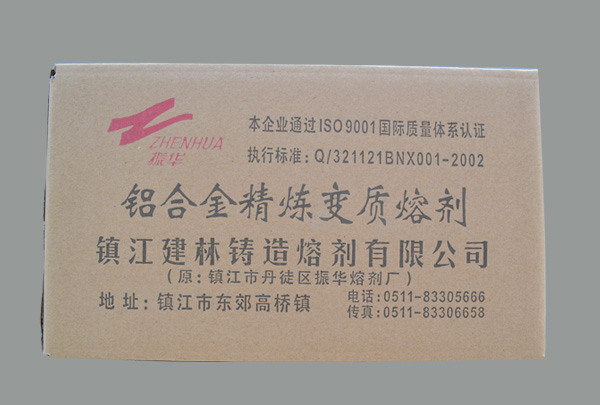 ZHENHUA
振华
本企业通过ISO9001国际质量体系认证
执行标准：Q/321121BNX001-2002
铝合金精炼变质熔剂
镇江建林铸造熔剂有限公司
（原：镇江市丹徒区振华熔剂厂）
地 址：镇江市东郊高桥镇
电话：0511-83305666
传真：0511-83306658